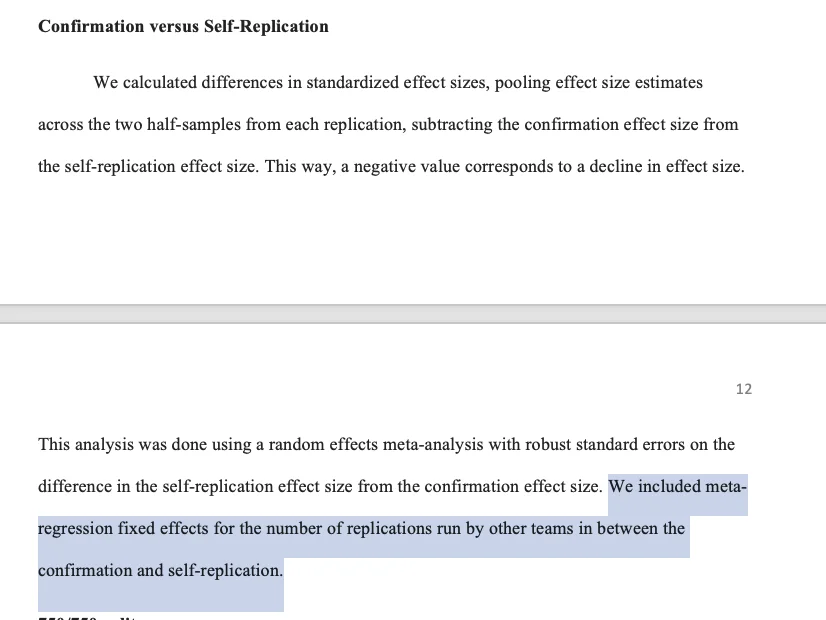 Confirmation versus Self-Replication
We calculated differences in standardized effect sizes, pooling effect size estimates
across the two half-samples from each replication, subtracting the confirmation effect size from
the self-replication effect size. This way, a negative value corresponds to a decline in effect size.
12
This analysis was done using a random effects meta-analysis with robust standard errors on the
difference in the self-replication effect size from the confirmation effect size. We included meta-
regression fixed effects for the number of replications run by other teams in between the
confirmation and self-replication.